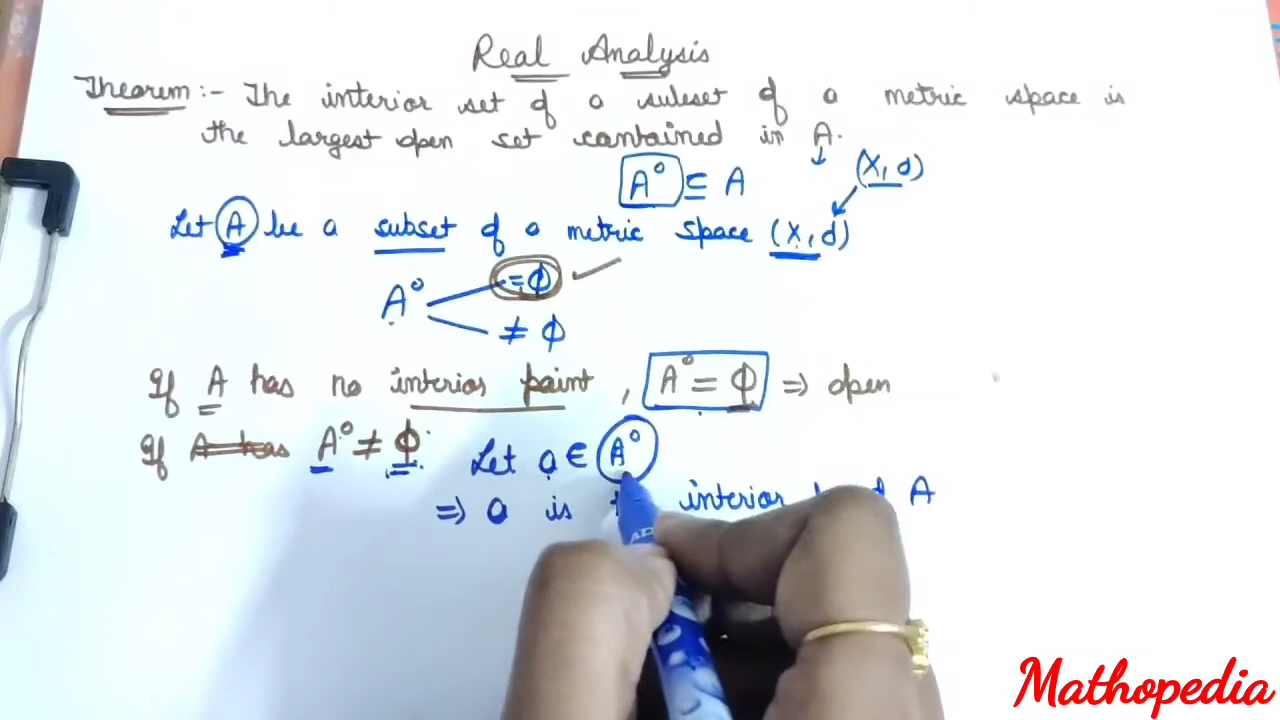 Real Analysis
Theorem :- The interior set of a subset of a metric space is
the largest open set contained in A.
(X, d)
A° ⊆ A
Let A be a subset of a metric space (X, d)
A° = ϕ
≠ ϕ
If A has no interior point, A° = ϕ ⇒ open
If A has A° ≠ ϕ. Let a ∈ A°
⇒ a is interior A
Mathopedia